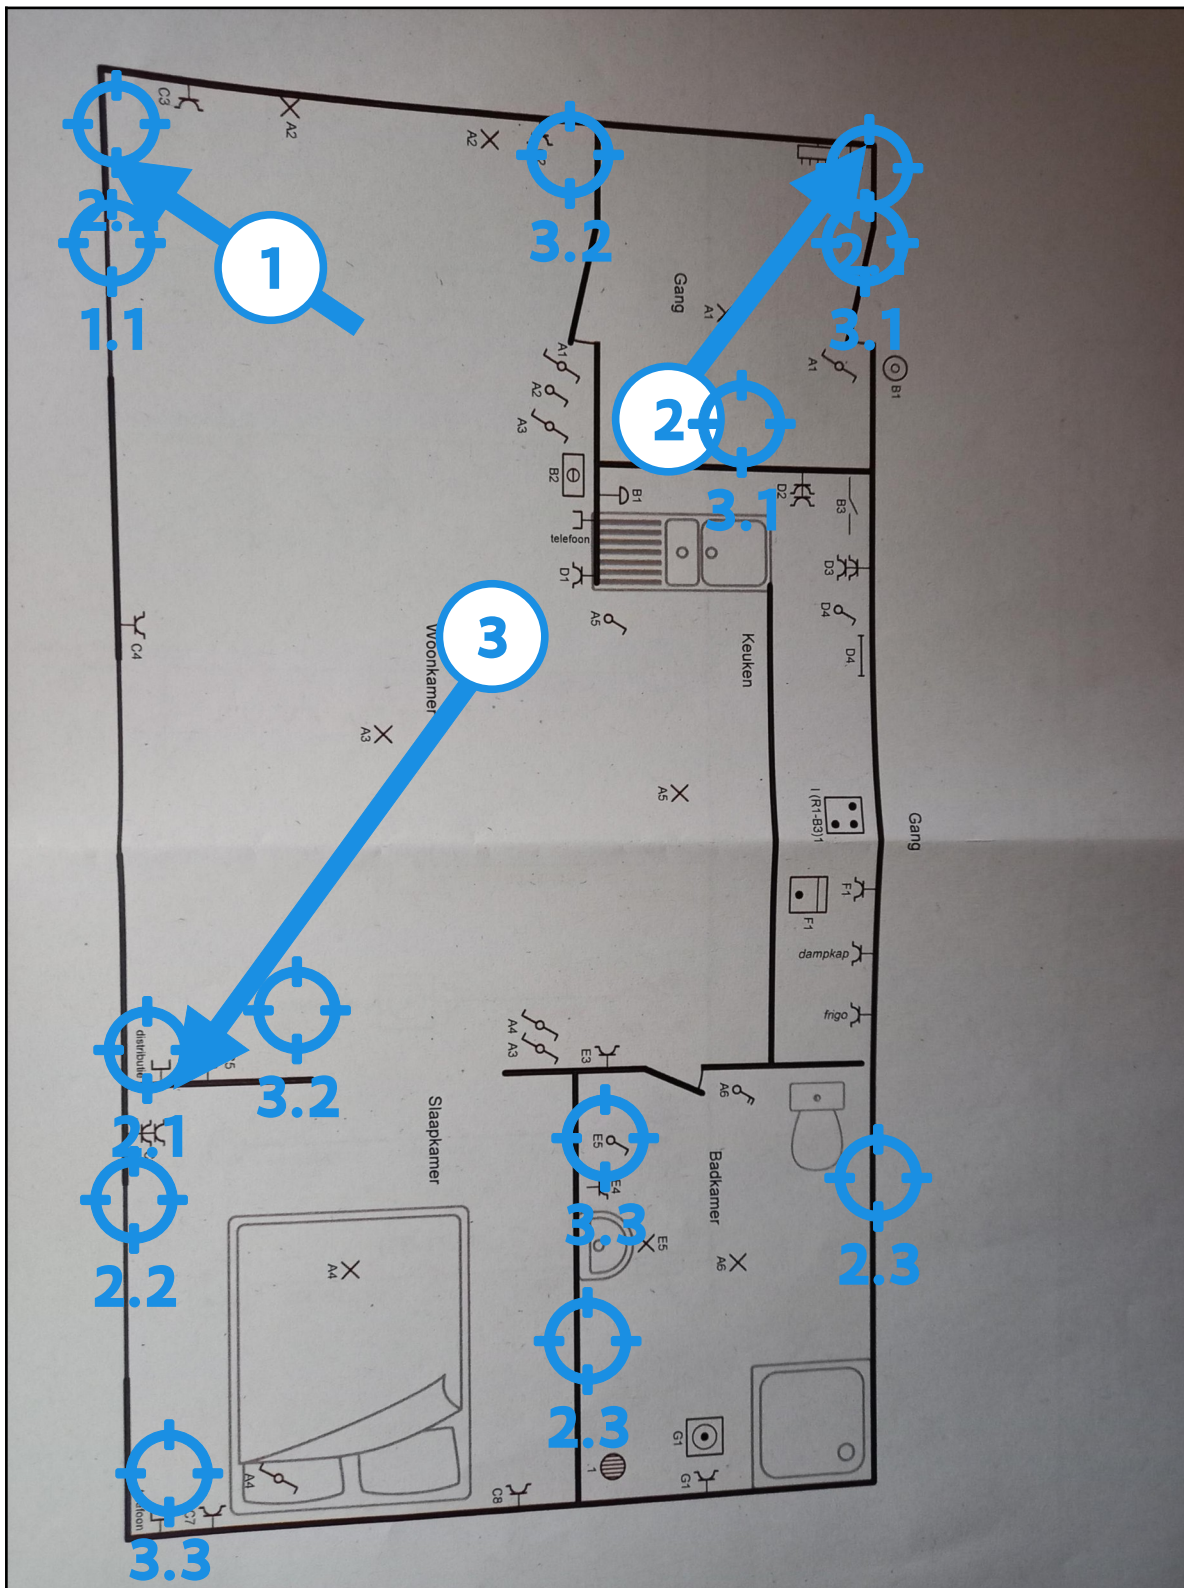 C3
A2
A2
3.2
1
2
1.1
3.1
Gang
A1
A1
B1
A1
A2
A3
B2
B1
telefoon
D1
3.1
D2
B3
D3
D4
D4
A5
Keuken
3
Woonkamer
C4
A3
A5
I (R1-B3)1
Gang
F1
F1
dampkap
frigo
distributie
3.2
A4
A3
E3
A6
2.1
Slaapkamer
E5
E4
3.3
Badkamer
2.3
2.2
A4
E5
A6
2.3
G1
G1
1
A4
C8
C7
3.3